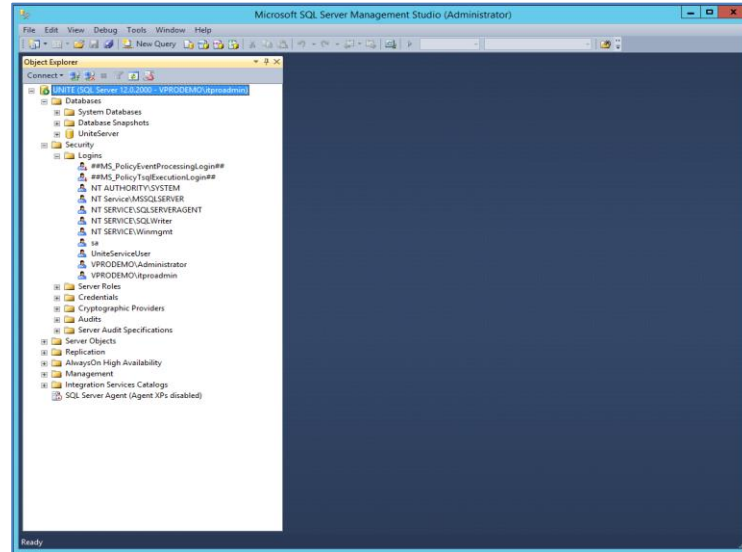 Microsoft SQL Server Management Studio (Administrator)
File Edit View Debug Tools Window Help
New Query
Object Explorer
Connect
UNITE (SQL Server 12.0.2000 - VPRODEMO\itproadmin)
Databases
System Databases
Database Snapshots
UniteServer
Security
Logins
##MS_PolicyEventProcessingLogin##
##MS_PolicyTsqlExecutionLogin##
NT AUTHORITY\SYSTEM
NT Service\MSSQLSERVER
NT SERVICE\SQLSERVERAGENT
NT SERVICE\SQLWriter
NT SERVICE\Winmgmt
sa
UniteServiceUser
VPRODEMO\Administrator
VPRODEMO\itproadmin
Server Roles
Credentials
Cryptographic Providers
Audits
Server Audit Specifications
Server Objects
Replication
AlwaysOn High Availability
Management
Integration Services Catalogs
SQL Server Agent (Agent XPs disabled)
Ready